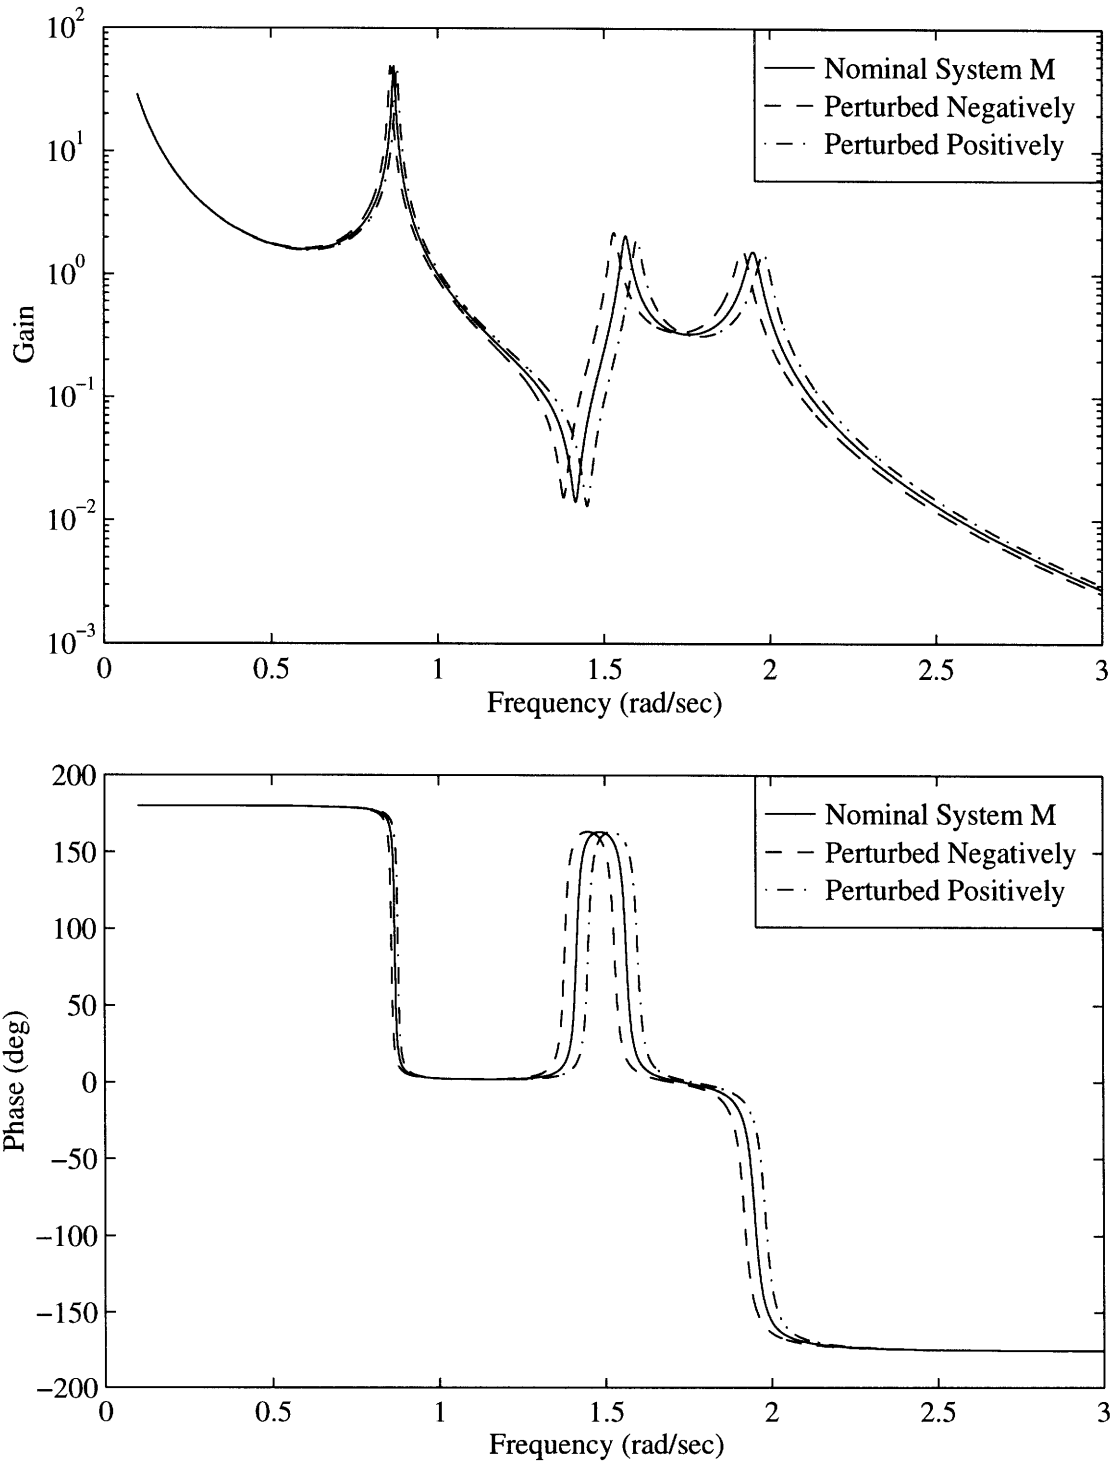 10^2
10^1
10^0
10^−1
10^−2
10^−3
Gain
Nominal System M
Perturbed Negatively
Perturbed Positively
0 0.5 1 1.5 2 2.5 3
Frequency (rad/sec)
200
150
100
50
0
−50
−100
−150
−200
Phase (deg)
Nominal System M
Perturbed Negatively
Perturbed Positively
0 0.5 1 1.5 2 2.5 3
Frequency (rad/sec)